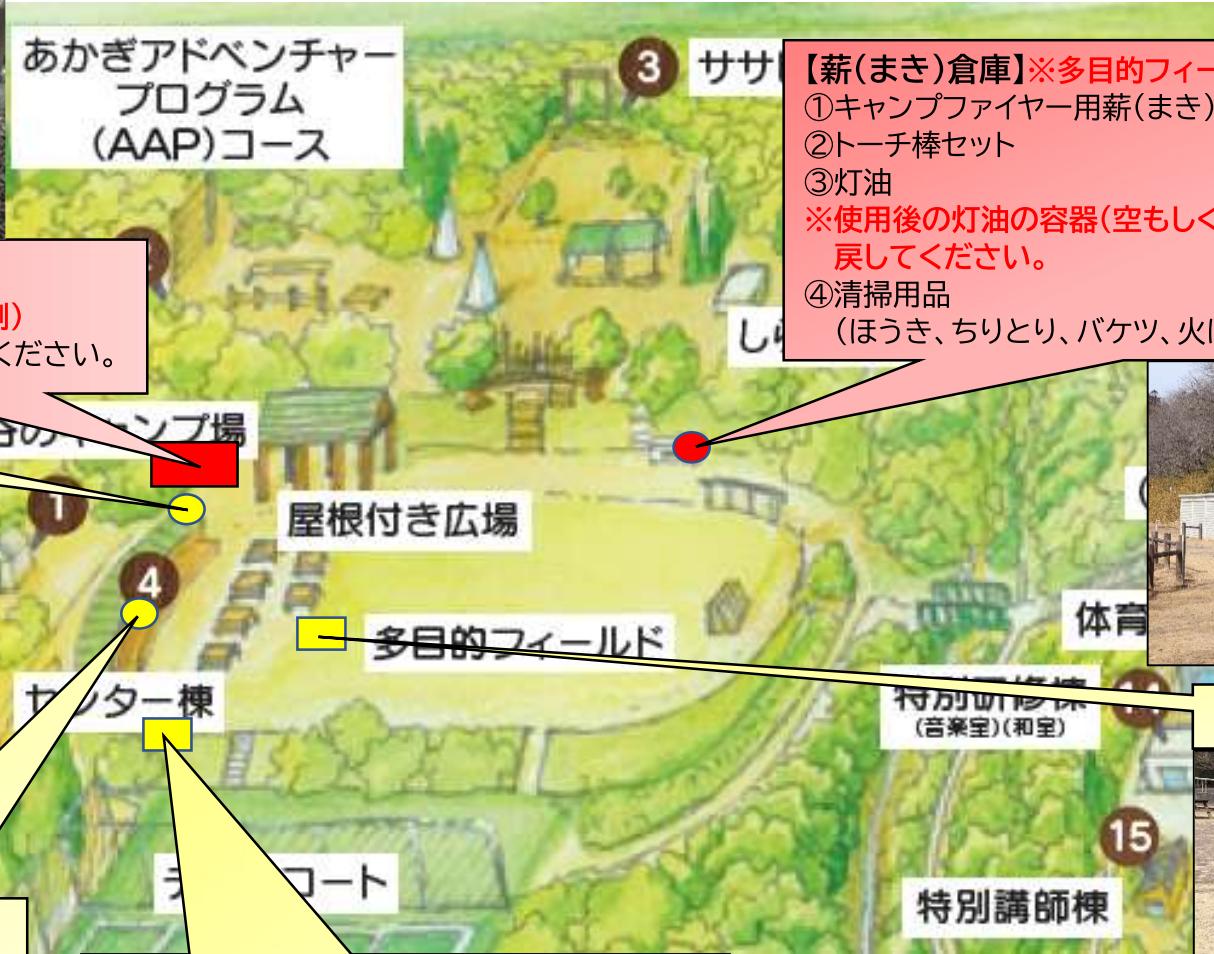 あかぎアドベンチャー
プログラム
(AAP)コース
3
ササ
【薪(まき)倉庫】※多目的フィー
①キャンプファイヤー用薪(まき)
②トーチ棒セット
③灯油
※使用後の灯油の容器(空もしく
戻してください。
④清掃用品
(ほうき、ちりとり、バケツ、火
ください。
し
のキャンプ場
1
屋根付き広場
4
多目的フィールド
体育
センター棟
特別研修棟
(音楽室)(和室)
14
15
コート
特別講師棟